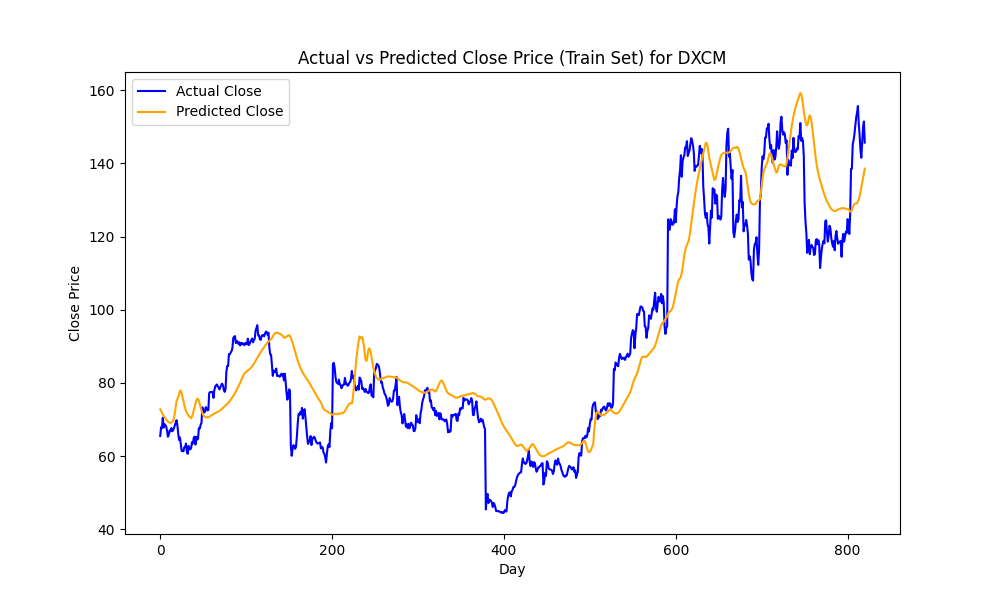 Actual vs Predicted Close Price (Train Set) for DXCM
Actual Close
Predicted Close
Close Price
160
140
120
100
80
60
40
0 200 400 600 800
Day